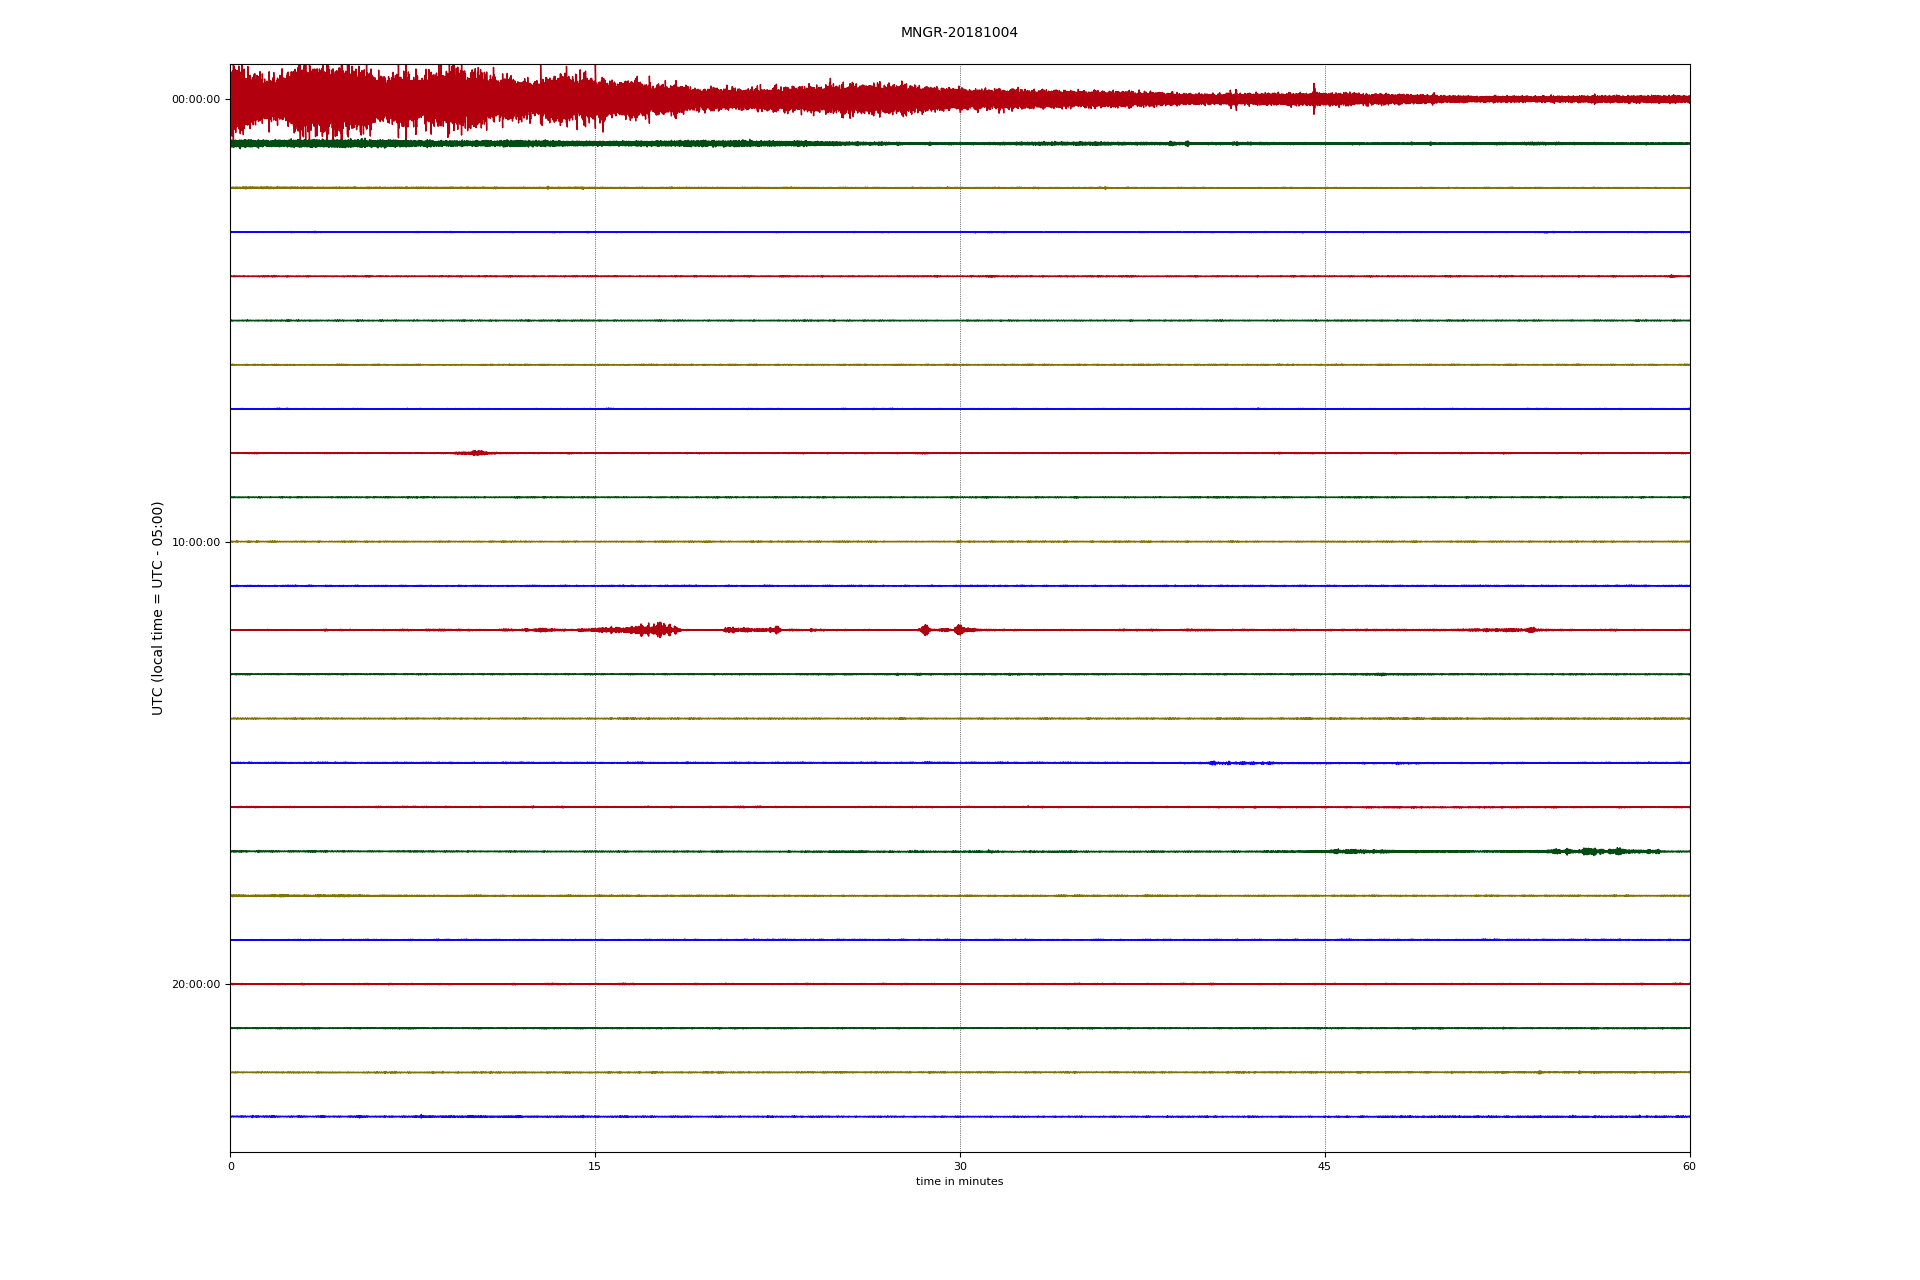 MNGR-20181004
00:00:00
10:00:00
20:00:00
UTC (local time = UTC - 05:00)
0 15 30 45 60
time in minutes